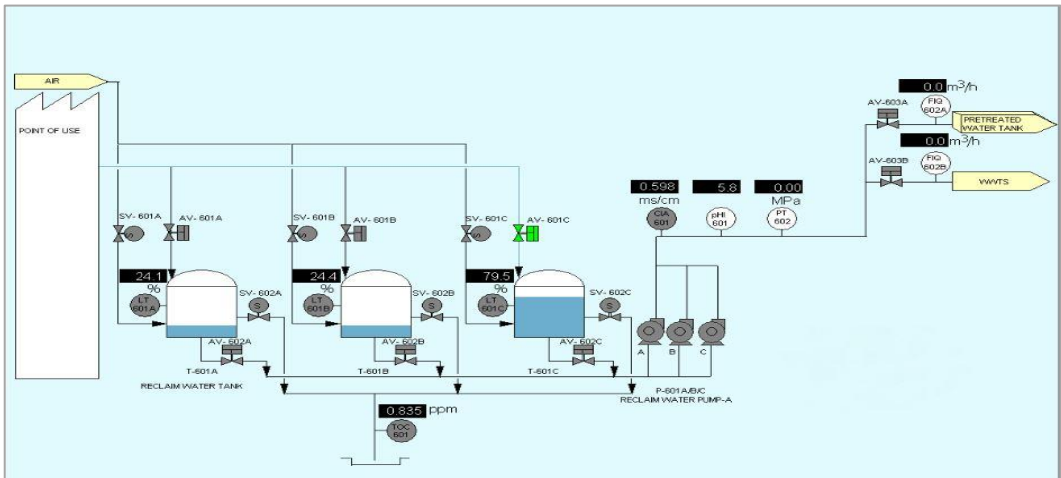 AIR
POINT OF USE
0.0 m³/h
AV-603A
FIQ
602A
PRETREATED
WATER TANK
0.0 m³/h
AV-603B
FIQ
602B
WWTS
0.598
ms/cm
CIA
601
5.8
pHI
601
0.00
MPa
PT
602
SV- 601A
AV- 601A
SV- 601B
AV- 601B
SV- 601C
AV- 601C
24.1
%
LT
601A
24.4
%
LT
601B
79.5
%
LT
601C
SV- 602A
S
SV- 602B
S
SV- 602C
S
AV- 602A
AV- 602B
AV- 602C
A
B
C
T-601A
T-601B
T-601C
RECLAIM WATER TANK
P-601A/B/C
RECLAIM WATER PUMP-A
0.835 ppm
TOC
601